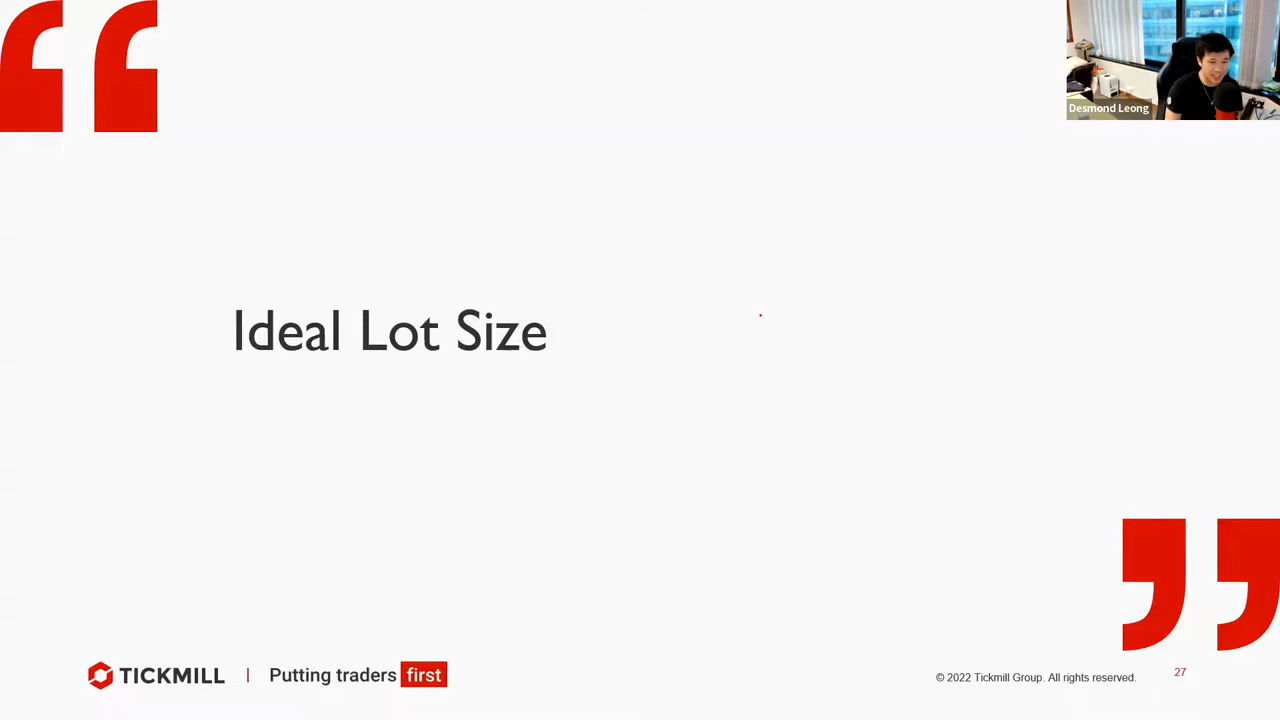 Desmond Leong
Ideal Lot Size
TICKMILL | Putting traders first
© 2022 Tickmill Group. All rights reserved.
27